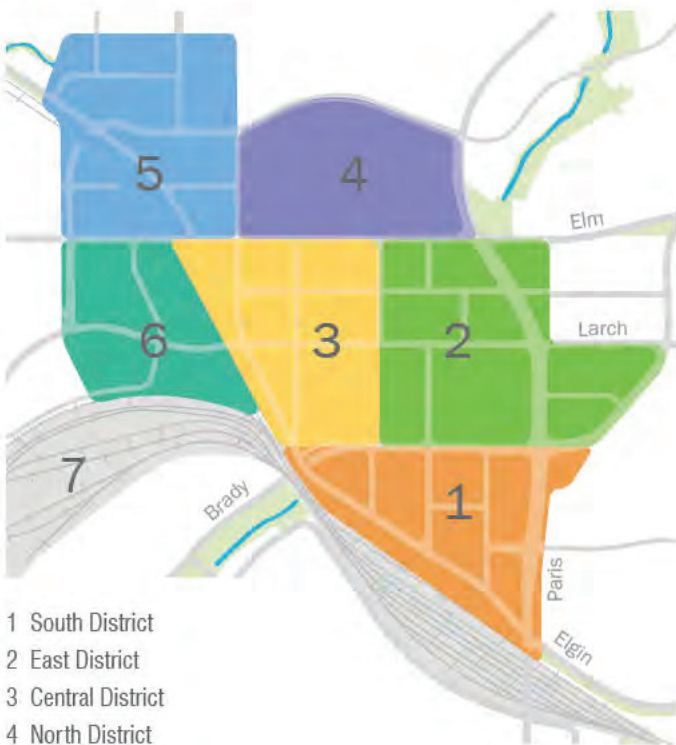 5
4
Elm
6
3
2
Larch
7
Brady
1
Paris
Elgin
1 South District
2 East District
3 Central District
4 North District